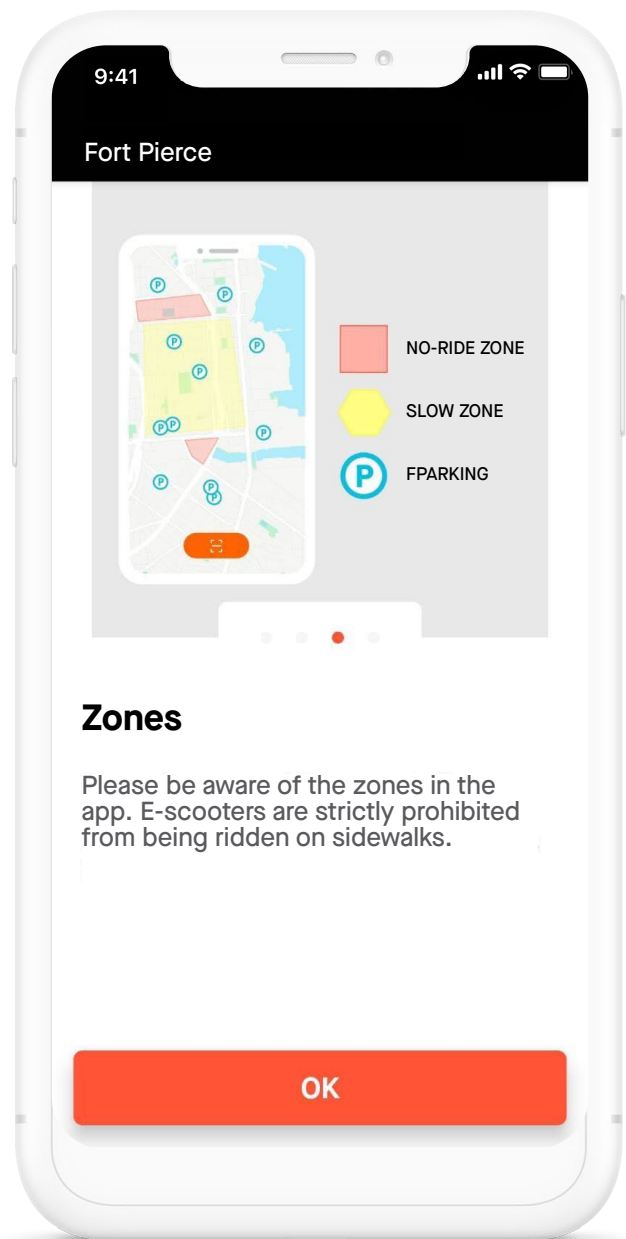 9:41
Fort Pierce
P
P
P
P
P
P
P
P
P
P
P
NO-RIDE ZONE
SLOW ZONE
P
FPARKING
Zones
Please be aware of the zones in the
app. E-scooters are strictly prohibited
from being ridden on sidewalks.
OK